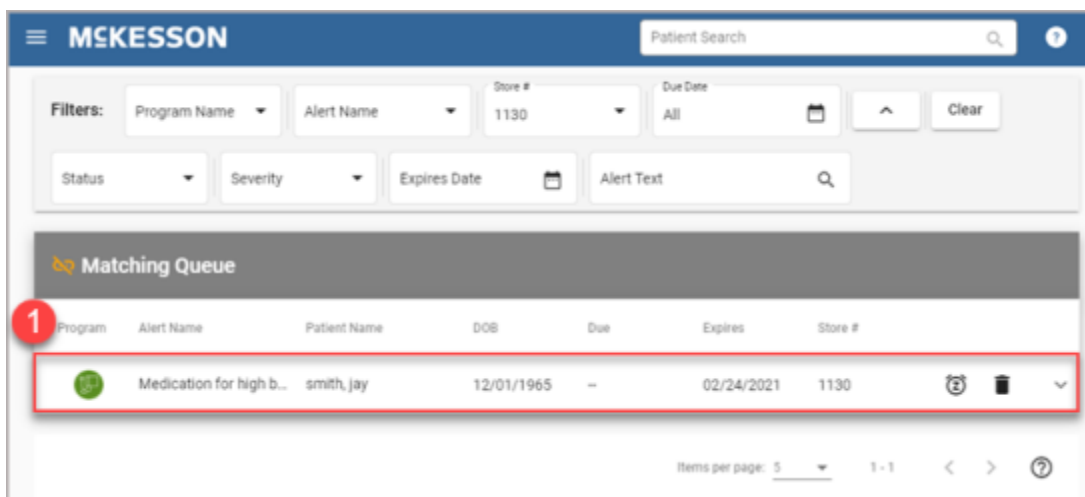 MCKESSON Patient Search ?
Store # Due Date
Filters: Program Name Alert Name 1130 All Clear
Status Severity Expires Date Alert Text
Matching Queue
1
Program Alert Name Patient Name DOB Due Expires Store #
Medication for high b... smith, jay 12/01/1965 – 02/24/2021 1130
Items per page: 5 1 - 1 ?